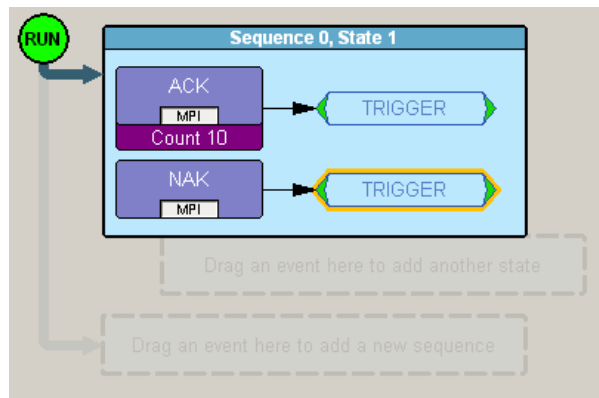 RUN
Sequence 0, State 1
ACK
MPI
Count 10
TRIGGER
NAK
MPI
TRIGGER
Drag an event here to add another state
Drag an event here to add a new sequence